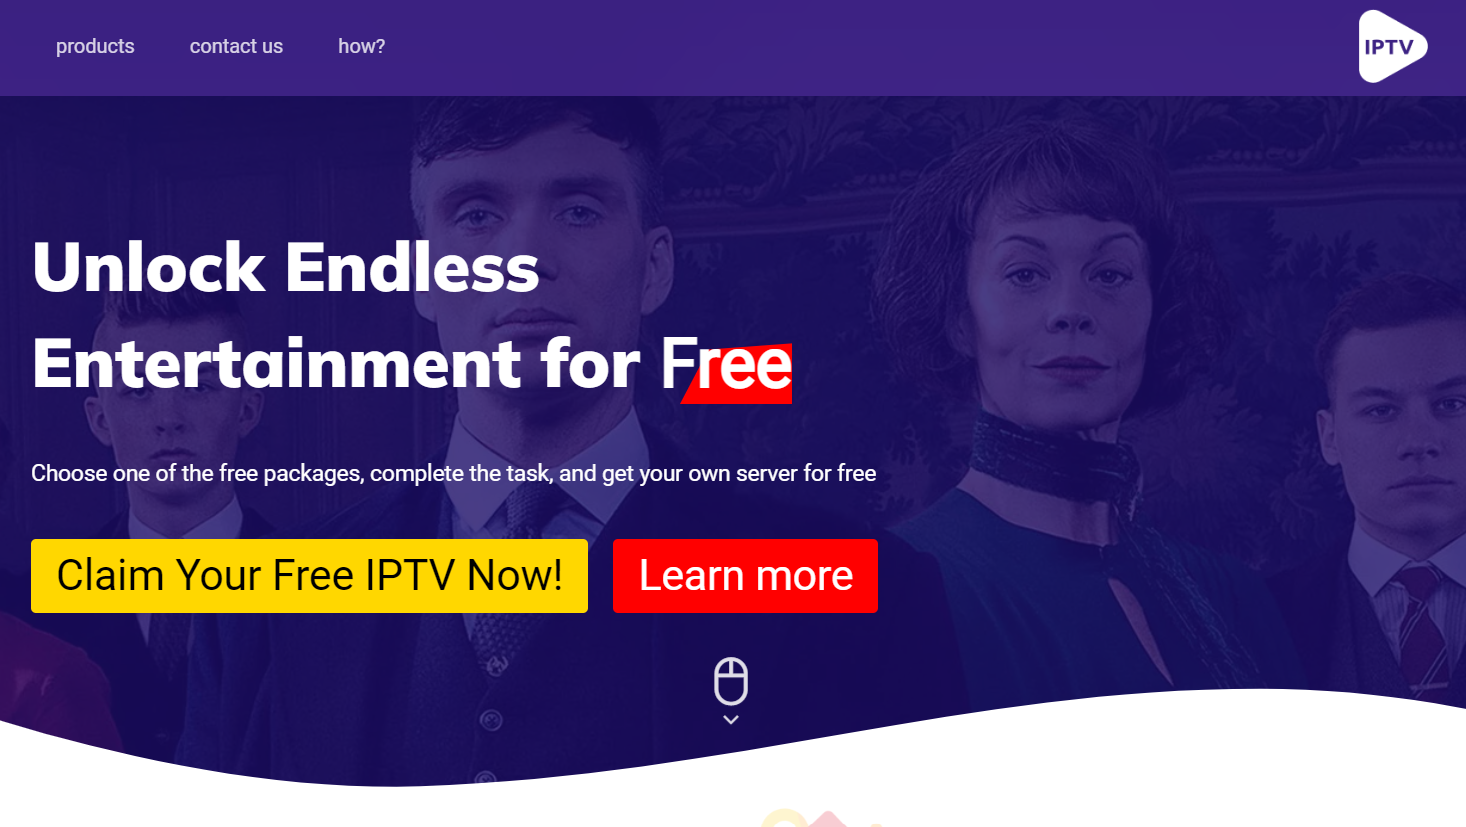 products
contact us
how?
IPTV
Unlock Endless
Entertainment for Free
Choose one of the free packages, complete the task, and get your own server for free
Claim Your Free IPTV Now!
Learn more